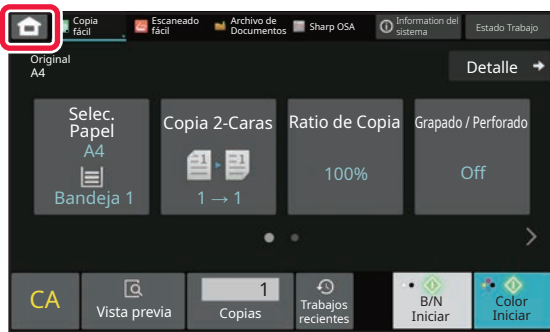 Copia fácil
Escaneado fácil
Archivo de Documentos
Sharp OSA
Information del sistema
Estado Trabajo
Original
A4
Detalle
Selec.
Papel
A4
Bandeja 1
Copia 2-Caras
1 1
1 → 1
Ratio de Copia
100%
Grapado / Perforado
Off
CA
Vista previa
1
Copias
Trabajos
recientes
B/N
Iniciar
Color
Iniciar